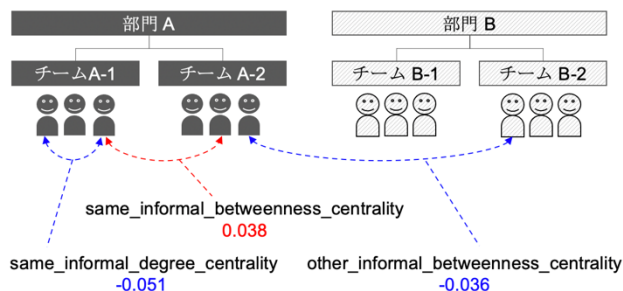 部門 A
部門 B
チームA-1
チーム A-2
チーム B-1
チーム B-2
same_informal_betweenness_centrality
0.038
same_informal_degree_centrality
-0.051
other_informal_betweenness_centrality
-0.036